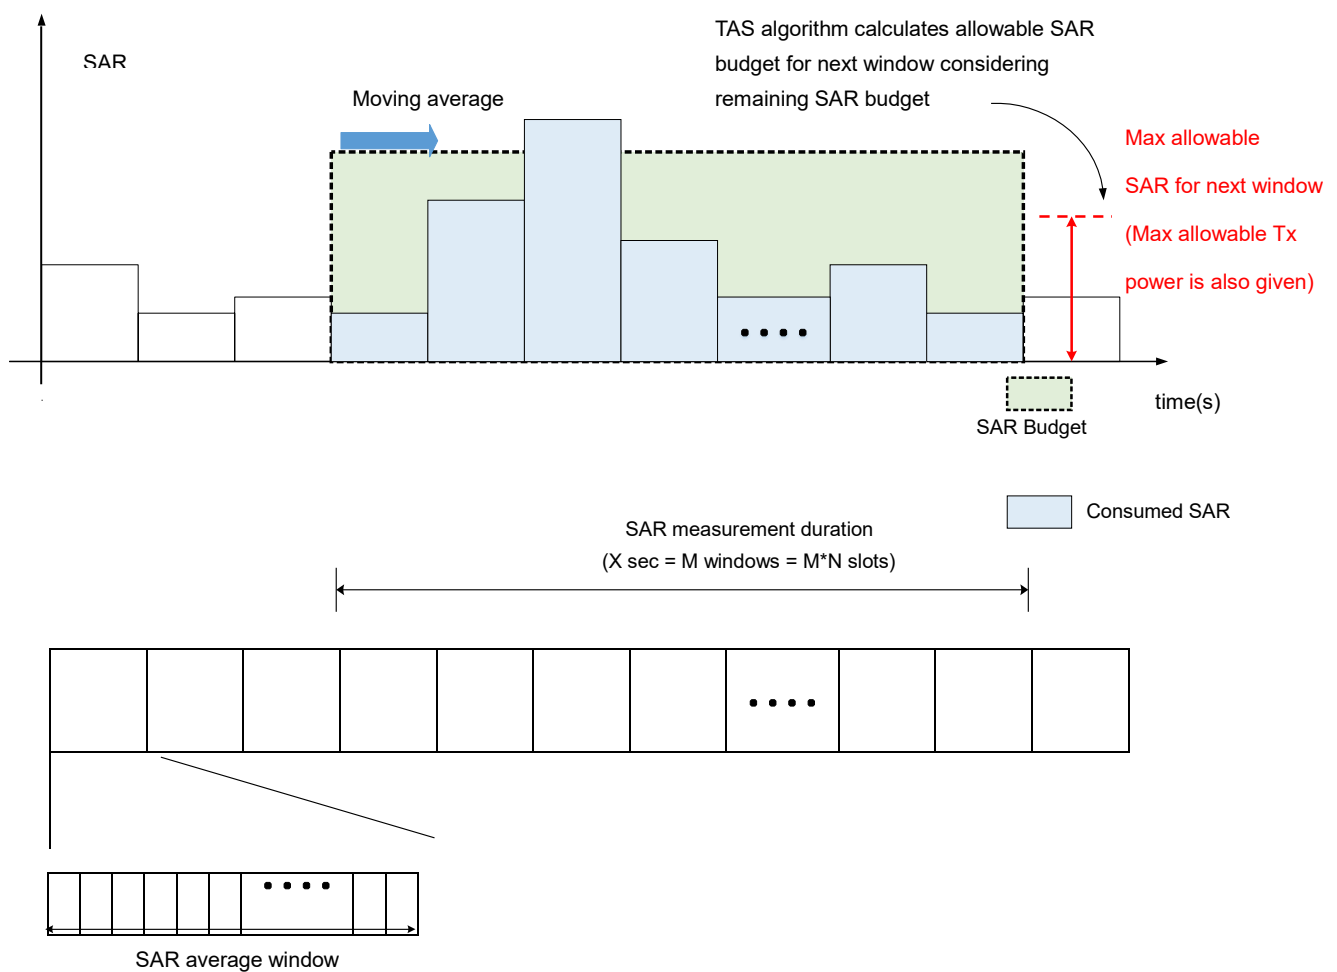 SAR
TAS algorithm calculates allowable SAR
budget for next window considering
remaining SAR budget
Moving average
Max allowable
SAR for next window
(Max allowable Tx
power is also given)
time(s)
SAR Budget
Consumed SAR
SAR measurement duration
(X sec = M windows = M*N slots)
SAR average window